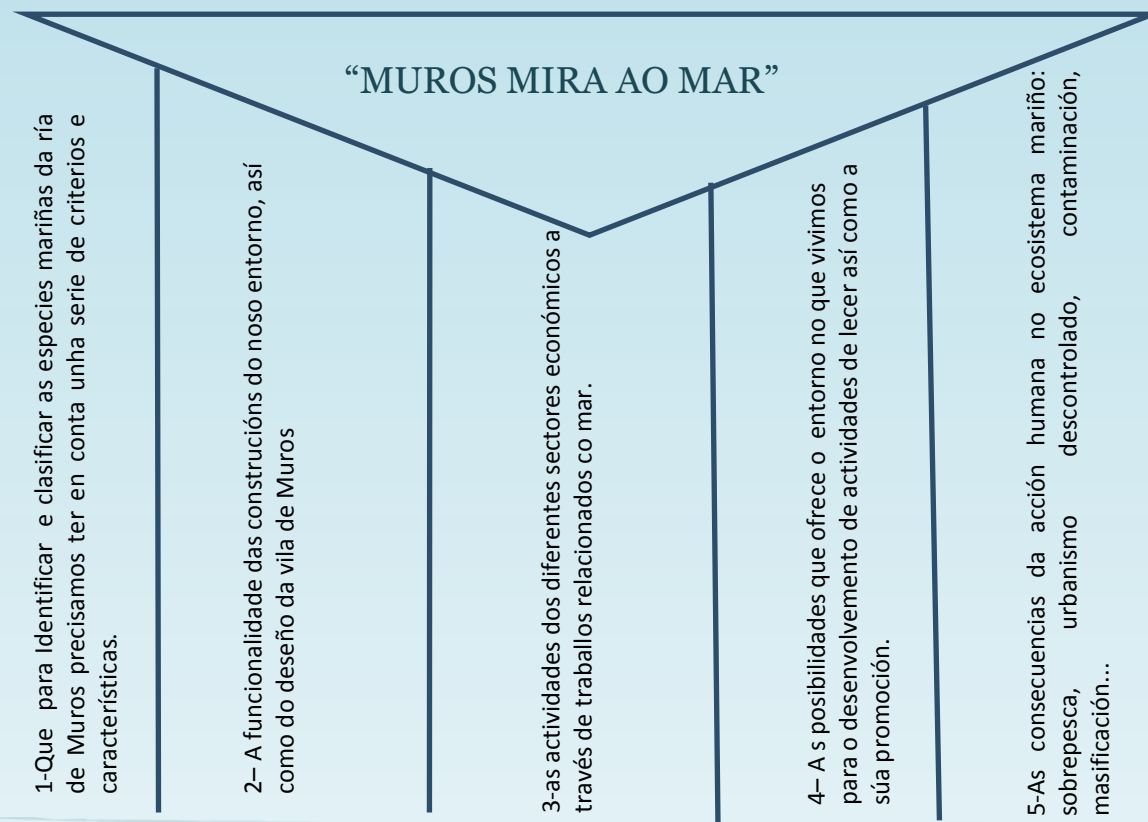 “MUROS MIRA AO MAR”
1-Que para Identificar e clasificar as especies mariñas da ría
de Muros precisamos ter en conta unha serie de criterios e
características.
2– A funcionalidade das construcións do noso entorno, así
como do deseño da vila de Muros
3-as actividades dos diferentes sectores económicos a
través de traballos relacionados co mar.
4– A s posibilidades que ofrece o entorno no que vivimos
para o desenvolvemento de actividades de lecer así como a
súa promoción.
5-As consecuencias da acción humana no ecosistema mariño:
sobrepesca, urbanismo descontrolado, contaminación,
masificación...